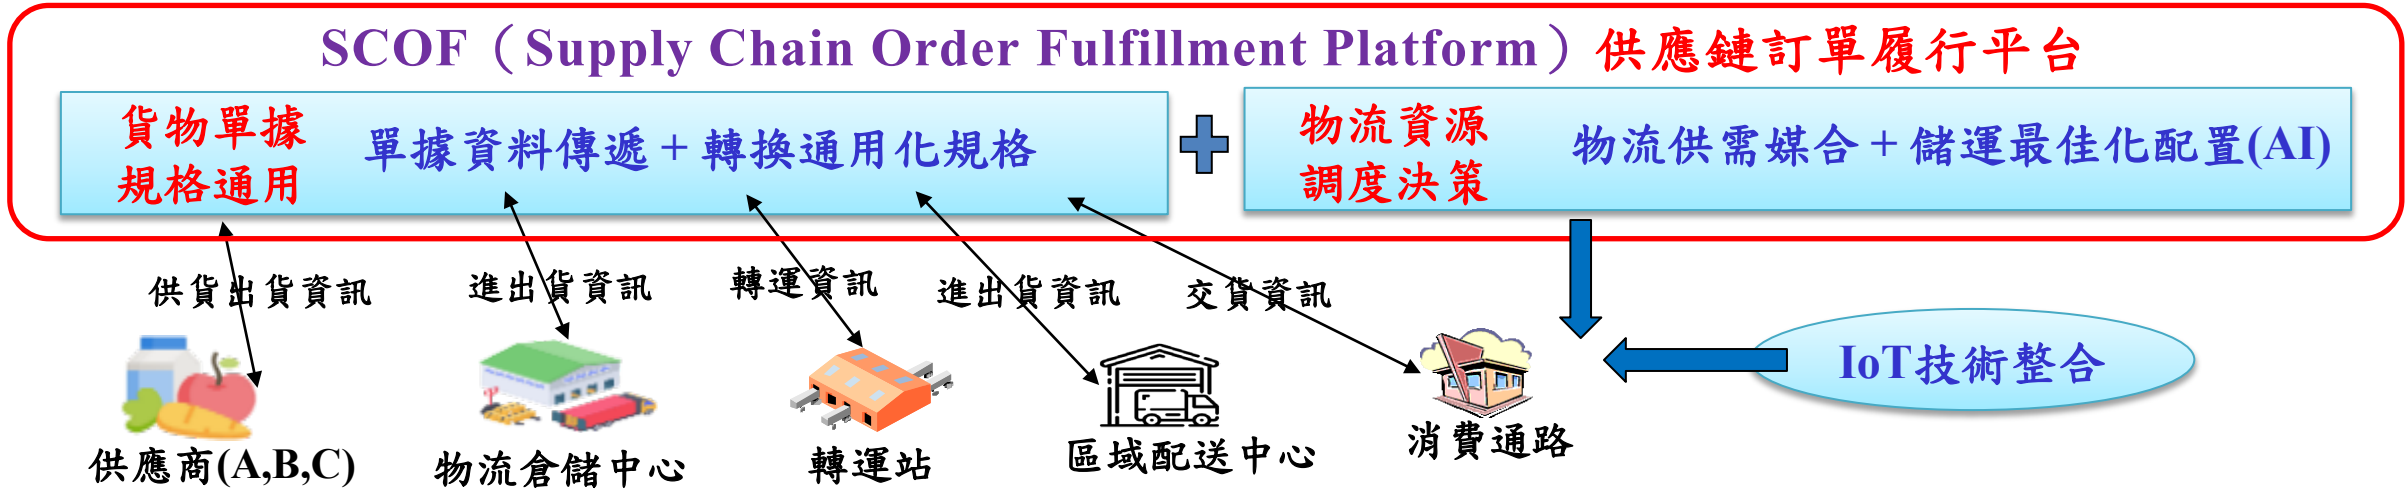 SCOF（Supply Chain Order Fulfillment Platform）供應鏈訂單履行平台
貨物單據
規格通用
單據資料傳遞+轉換通用化規格
物流資源
調度決策
物流供需媒合+儲運最佳化配置(AI)
供貨出貨資訊
進出貨資訊
轉運資訊
進出貨資訊
交貨資訊
IoT技術整合
供應商(A,B,C)
物流倉儲中心
轉運站
區域配送中心
消費通路